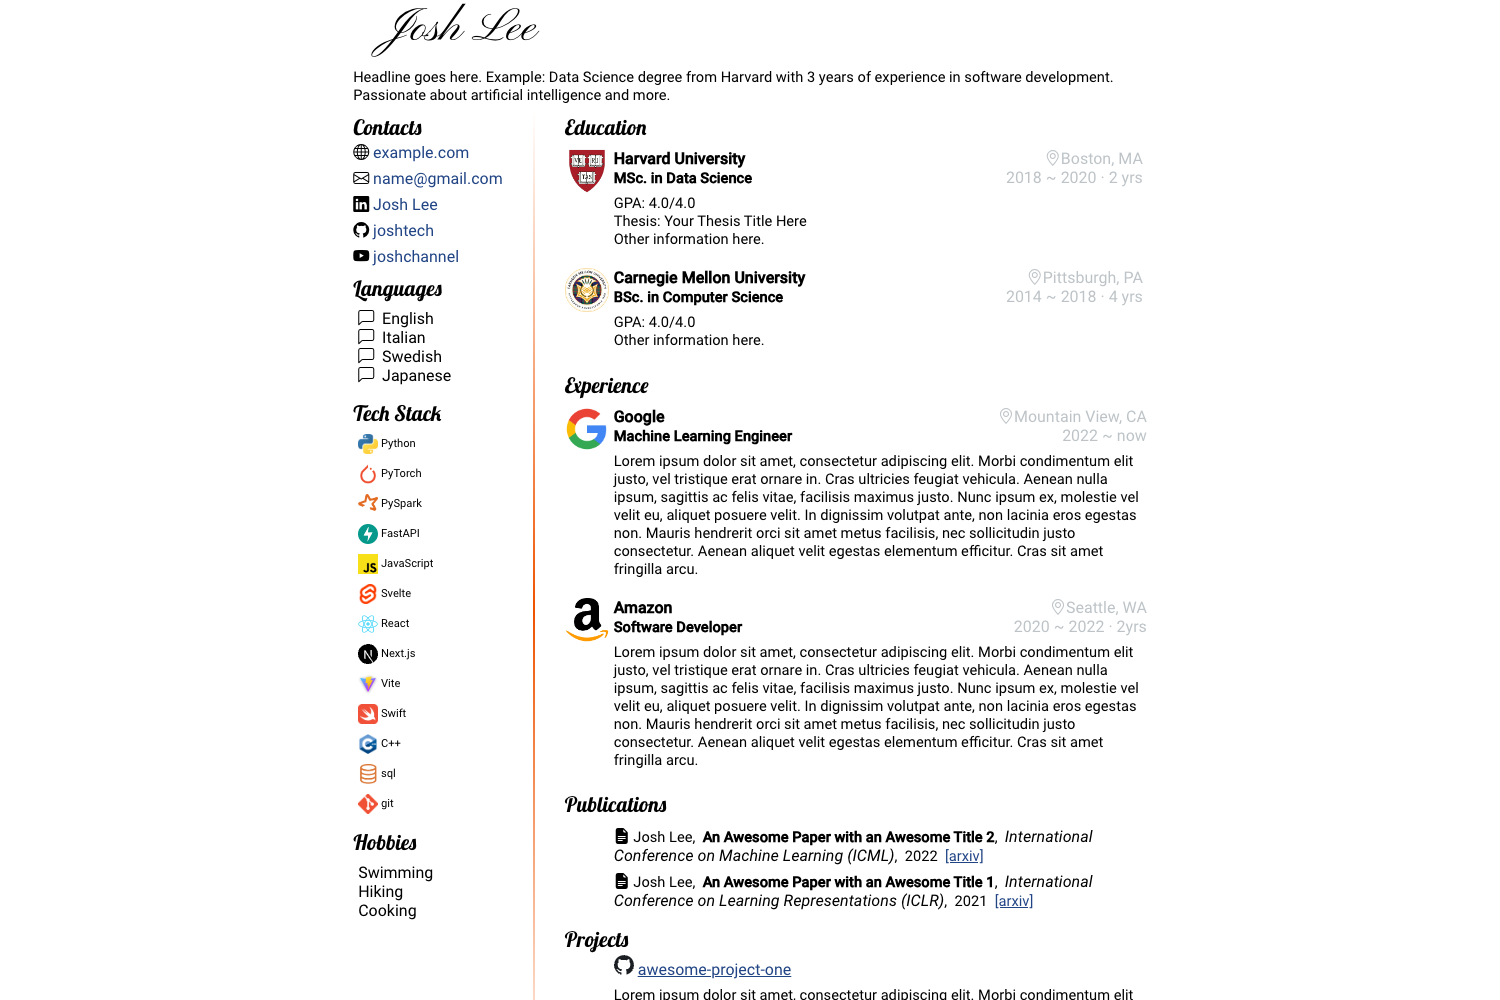 Josh Lee
Headline goes here. Example: Data Science degree from Harvard with 3 years of experience in software development.
Passionate about artificial intelligence and more.
Contacts
example.com
name@gmail.com
Josh Lee
joshtech
joshchannel
Languages
English
Italian
Swedish
Japanese
Tech Stack
Python
PyTorch
PySpark
FastAPI
JS JavaScript
Svelte
React
Next.js
Vite
Swift
C++
sql
git
Hobbies
Swimming
Hiking
Cooking
Education
Harvard University Boston, MA
MSc. in Data Science 2018 ~ 2020 · 2 yrs
GPA: 4.0/4.0
Thesis: Your Thesis Title Here
Other information here.
Carnegie Mellon University Pittsburgh, PA
BSc. in Computer Science 2014 ~ 2018 · 4 yrs
GPA: 4.0/4.0
Other information here.
Experience
Google Mountain View, CA
Machine Learning Engineer 2022 ~ now
Lorem ipsum dolor sit amet, consectetur adipiscing elit. Morbi condimentum elit
justo, vel tristique erat ornare in. Cras ultricies feugiat vehicula. Aenean nulla
ipsum, sagittis ac felis vitae, facilisis maximus justo. Nunc ipsum ex, molestie vel
velit eu, aliquet posuere velit. In dignissim volutpat ante, non lacinia eros egestas
non. Mauris hendrerit orci sit amet metus facilisis, nec sollicitudin justo
consectetur. Aenean aliquet velit egestas elementum efficitur. Cras sit amet
fringilla arcu.
Amazon Seattle, WA
Software Developer 2020 ~ 2022 · 2yrs
Lorem ipsum dolor sit amet, consectetur adipiscing elit. Morbi condimentum elit
justo, vel tristique erat ornare in. Cras ultricies feugiat vehicula. Aenean nulla
ipsum, sagittis ac felis vitae, facilisis maximus justo. Nunc ipsum ex, molestie vel
velit eu, aliquet posuere velit. In dignissim volutpat ante, non lacinia eros egestas
non. Mauris hendrerit orci sit amet metus facilisis, nec sollicitudin justo
consectetur. Aenean aliquet velit egestas elementum efficitur. Cras sit amet
fringilla arcu.
Publications
Josh Lee, An Awesome Paper with an Awesome Title 2, International
Conference on Machine Learning (ICML), 2022 [arxiv]
Josh Lee, An Awesome Paper with an Awesome Title 1, International
Conference on Learning Representations (ICLR), 2021 [arxiv]
Projects
awesome-project-one
Lorem ipsum dolor sit amet, consectetur adipiscing elit. Morbi condimentum elit